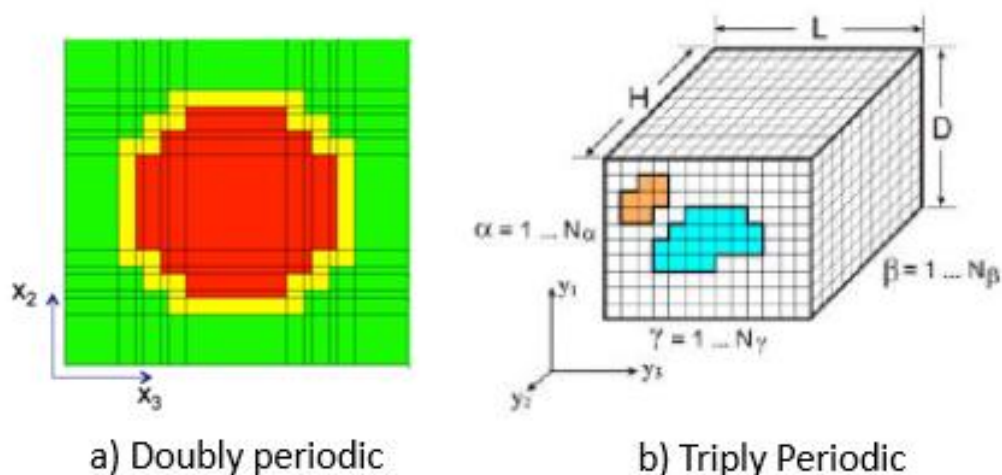 x₂
x₃
a) Doubly periodic
L
H
D
α = 1 ... Nα
β = 1 ... Nβ
γ = 1 ... Nγ
y₁
y₂
y₃
b) Triply Periodic